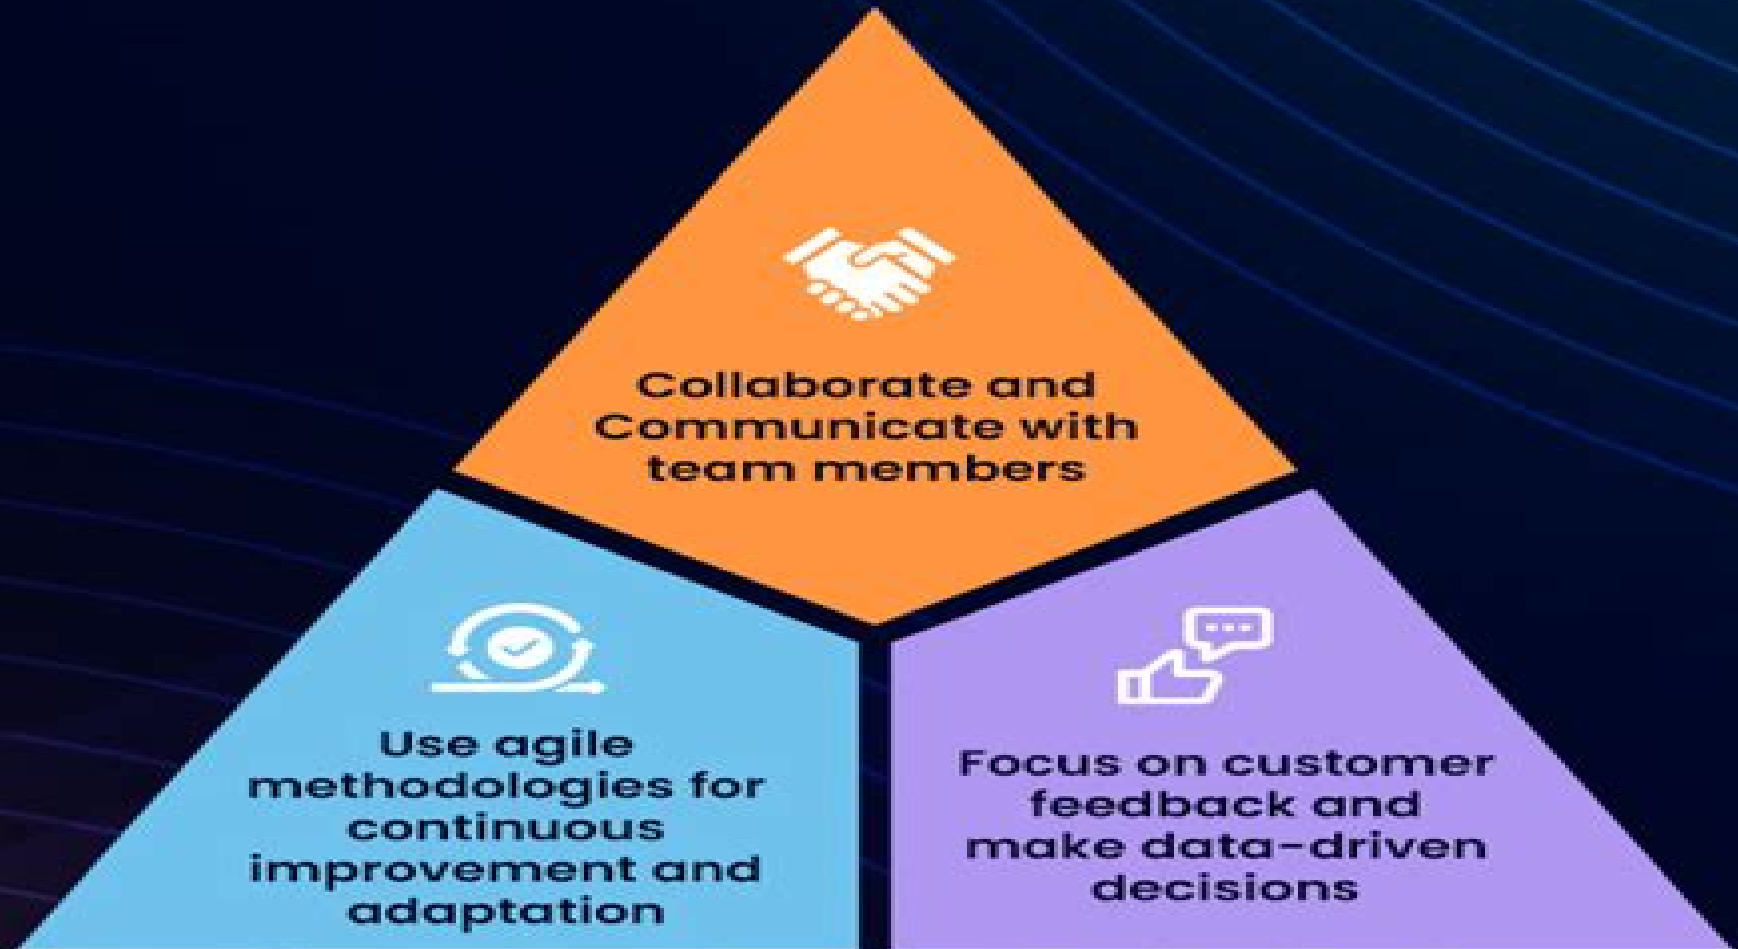 Collaborate and
Communicate with
team members
Use agile
methodologies for
continuous
improvement and
adaptation
Focus on customer
feedback and
make data-driven
decisions